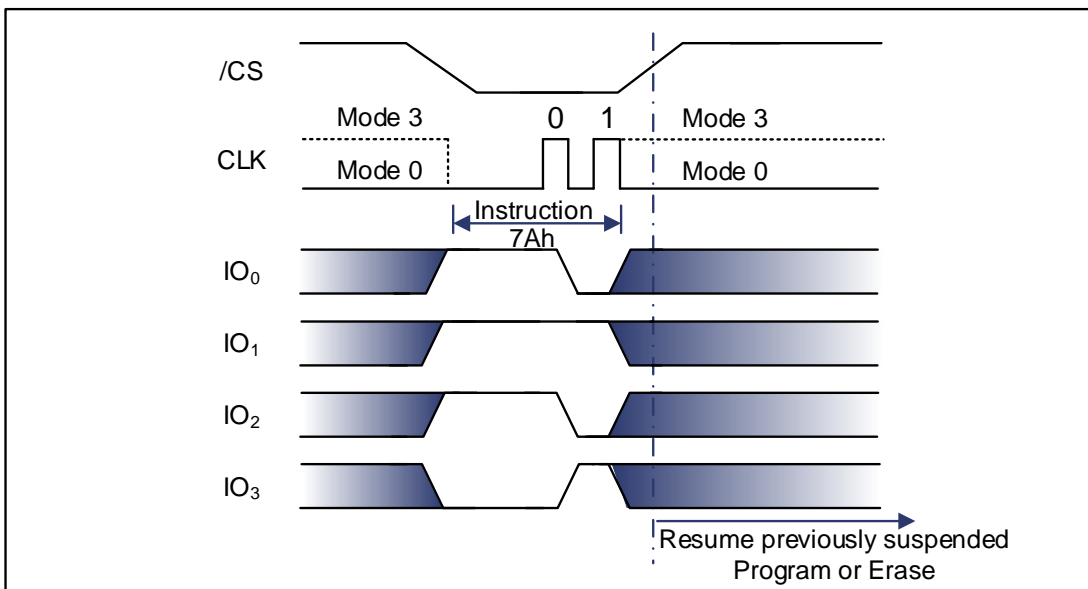 /CS
Mode 3 0 1 Mode 3
CLK
Mode 0 Mode 0
Instruction
7Ah
IO0
IO1
IO2
IO3
Resume previously suspended
Program or Erase